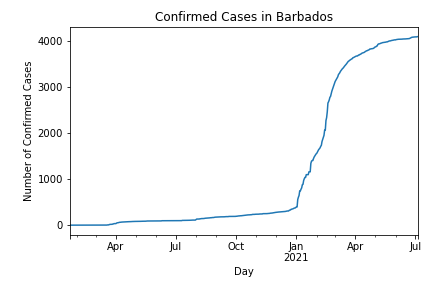 Confirmed Cases in Barbados
4000
3000
2000
1000
0
Number of Confirmed Cases
Apr
Jul
Oct
Jan
2021
Apr
Jul
Day